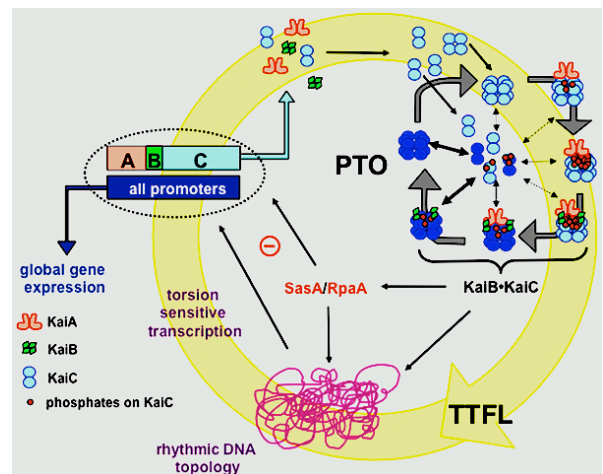 A B C
all promoters
PTO
global gene
expression
torsion
sensitive
transcription
SasA/RpaA
KaiB•KaiC
KaiA
KaiB
KaiC
phosphates on KaiC
TTFL
rhythmic DNA
topology